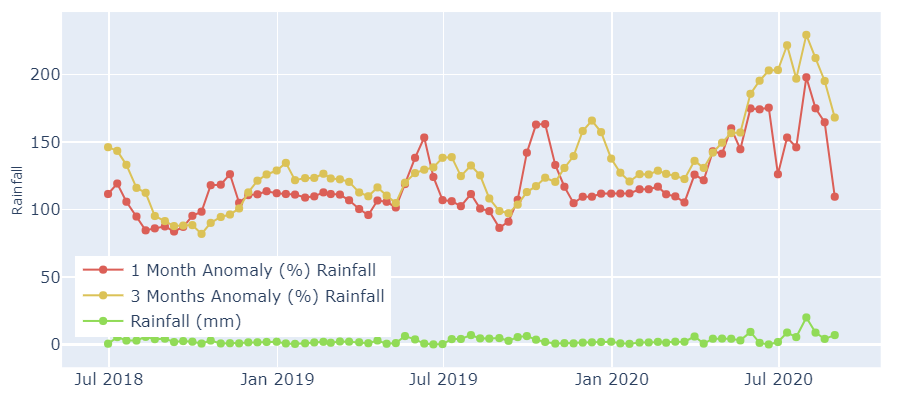 200
150
100
50
0
Rainfall
1 Month Anomaly (%) Rainfall
3 Months Anomaly (%) Rainfall
Rainfall (mm)
Jul 2018
Jan 2019
Jul 2019
Jan 2020
Jul 2020